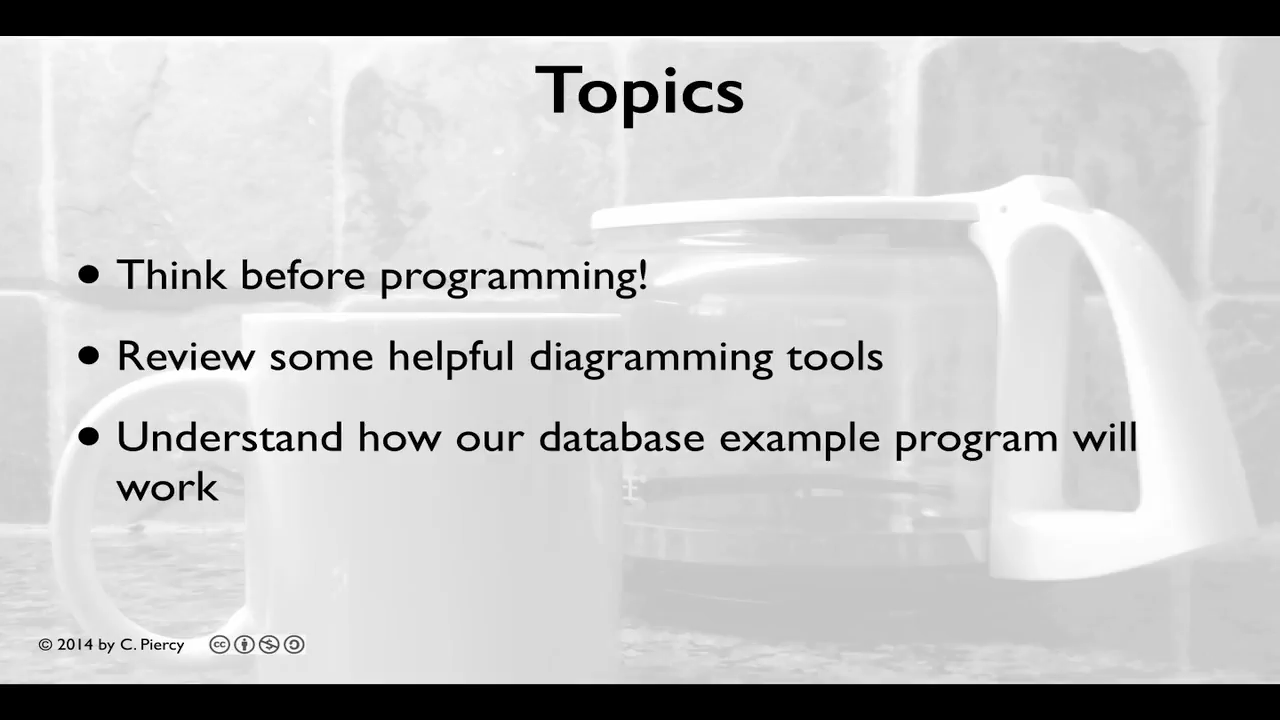 Topics
● Think before programming!
● Review some helpful diagramming tools
● Understand how our database example program will
work
© 2014 by C. Piercy